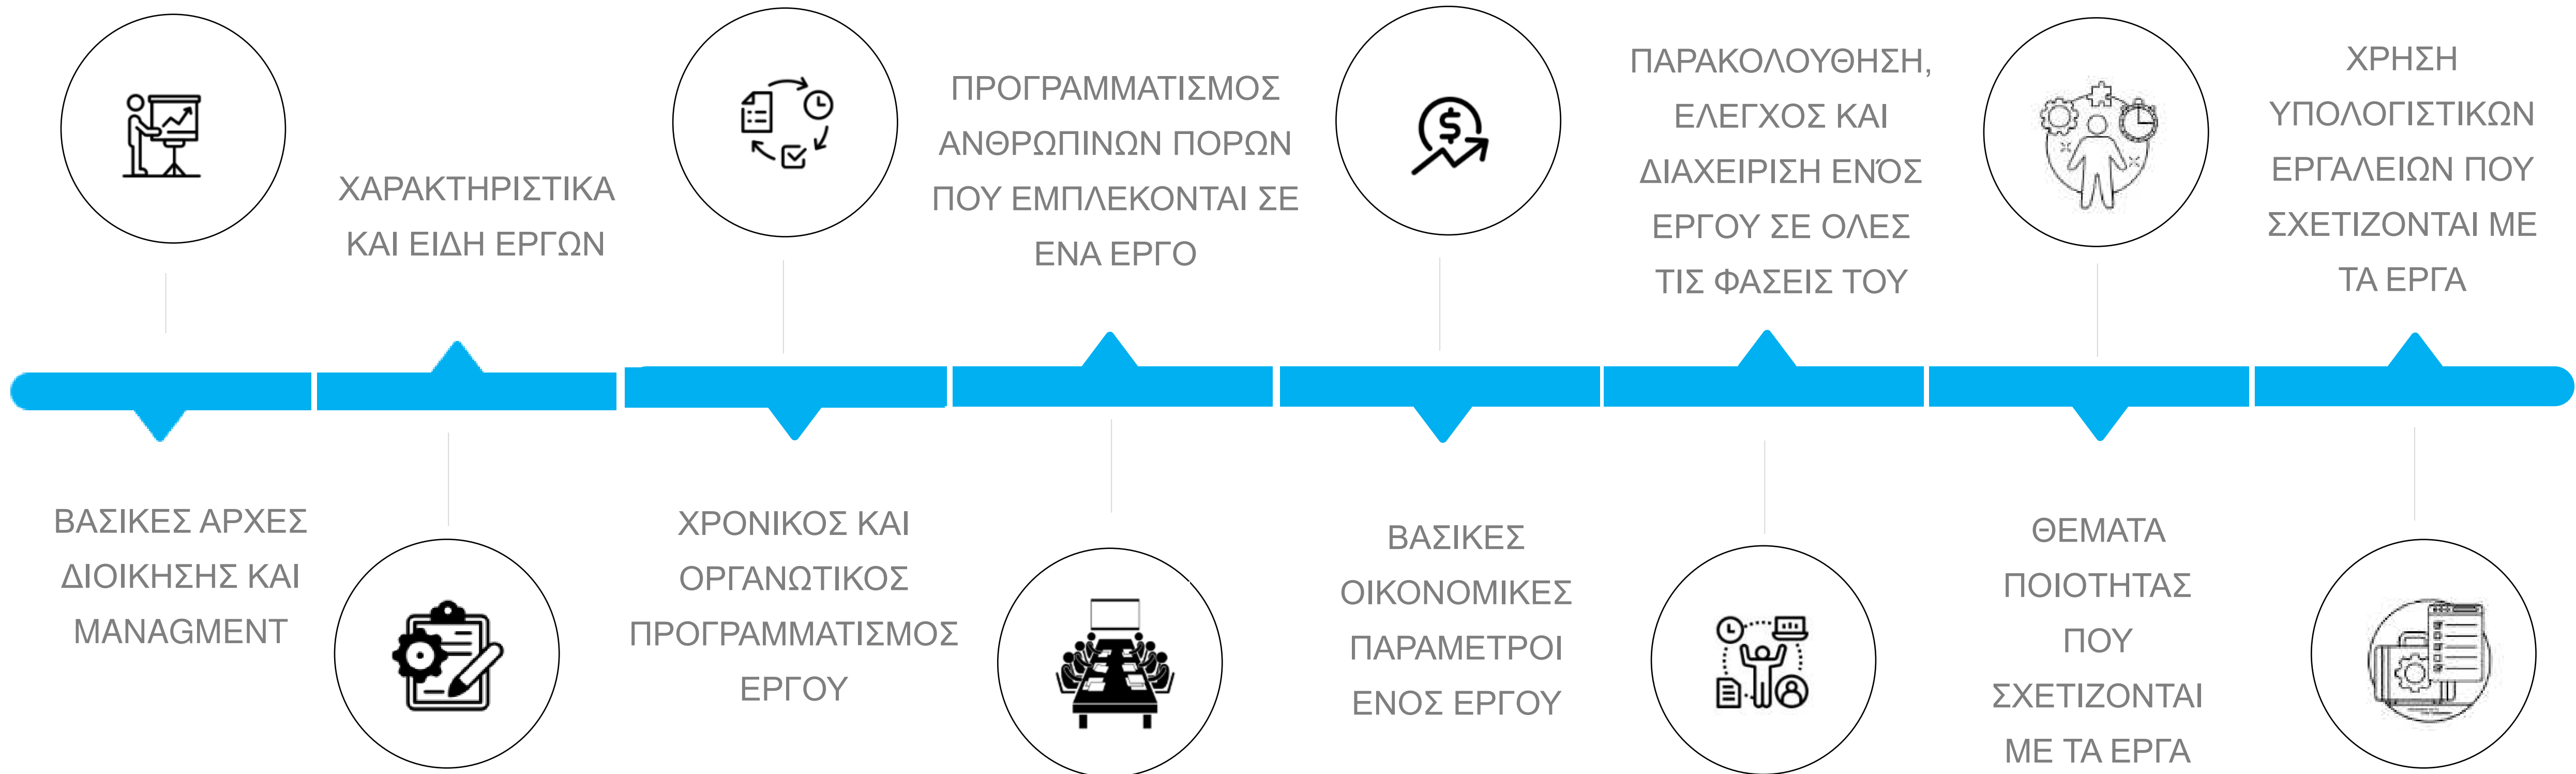 ΒΑΣΙΚΕΣ ΑΡΧΕΣ
ΔΙΟΙΚΗΣΗΣ ΚΑΙ
MANAGMENT
ΧΑΡΑΚΤΗΡΙΣΤΙΚΑ
ΚΑΙ ΕΙΔΗ ΕΡΓΩΝ
ΧΡΟΝΙΚΟΣ ΚΑΙ
ΟΡΓΑΝΩΤΙΚΟΣ
ΠΡΟΓΡΑΜΜΑΤΙΣΜΟΣ
ΕΡΓΟΥ
ΠΡΟΓΡΑΜΜΑΤΙΣΜΟΣ
ΑΝΘΡΩΠΙΝΩΝ ΠΟΡΩΝ
ΠΟΥ ΕΜΠΛΕΚΟΝΤΑΙ ΣΕ
ΕΝΑ ΕΡΓΟ
ΒΑΣΙΚΕΣ
ΟΙΚΟΝΟΜΙΚΕΣ
ΠΑΡΑΜΕΤΡΟΙ
ΕΝΟΣ ΕΡΓΟΥ
ΠΑΡΑΚΟΛΟΥΘΗΣΗ,
ΕΛΕΓΧΟΣ ΚΑΙ
ΔΙΑΧΕΙΡΙΣΗ ΕΝΌΣ
ΕΡΓΟΥ ΣΕ ΟΛΕΣ
ΤΙΣ ΦΑΣΕΙΣ ΤΟΥ
ΘΕΜΑΤΑ
ΠΟΙΟΤΗΤΑΣ
ΠΟΥ
ΣΧΕΤΙΖΟΝΤΑΙ
ΜΕ ΤΑ ΕΡΓΑ
ΧΡΗΣΗ
ΥΠΟΛΟΓΙΣΤΙΚΩΝ
ΕΡΓΑΛΕΙΩΝ ΠΟΥ
ΣΧΕΤΙΖΟΝΤΑΙ ΜΕ
ΤΑ ΕΡΓΑ